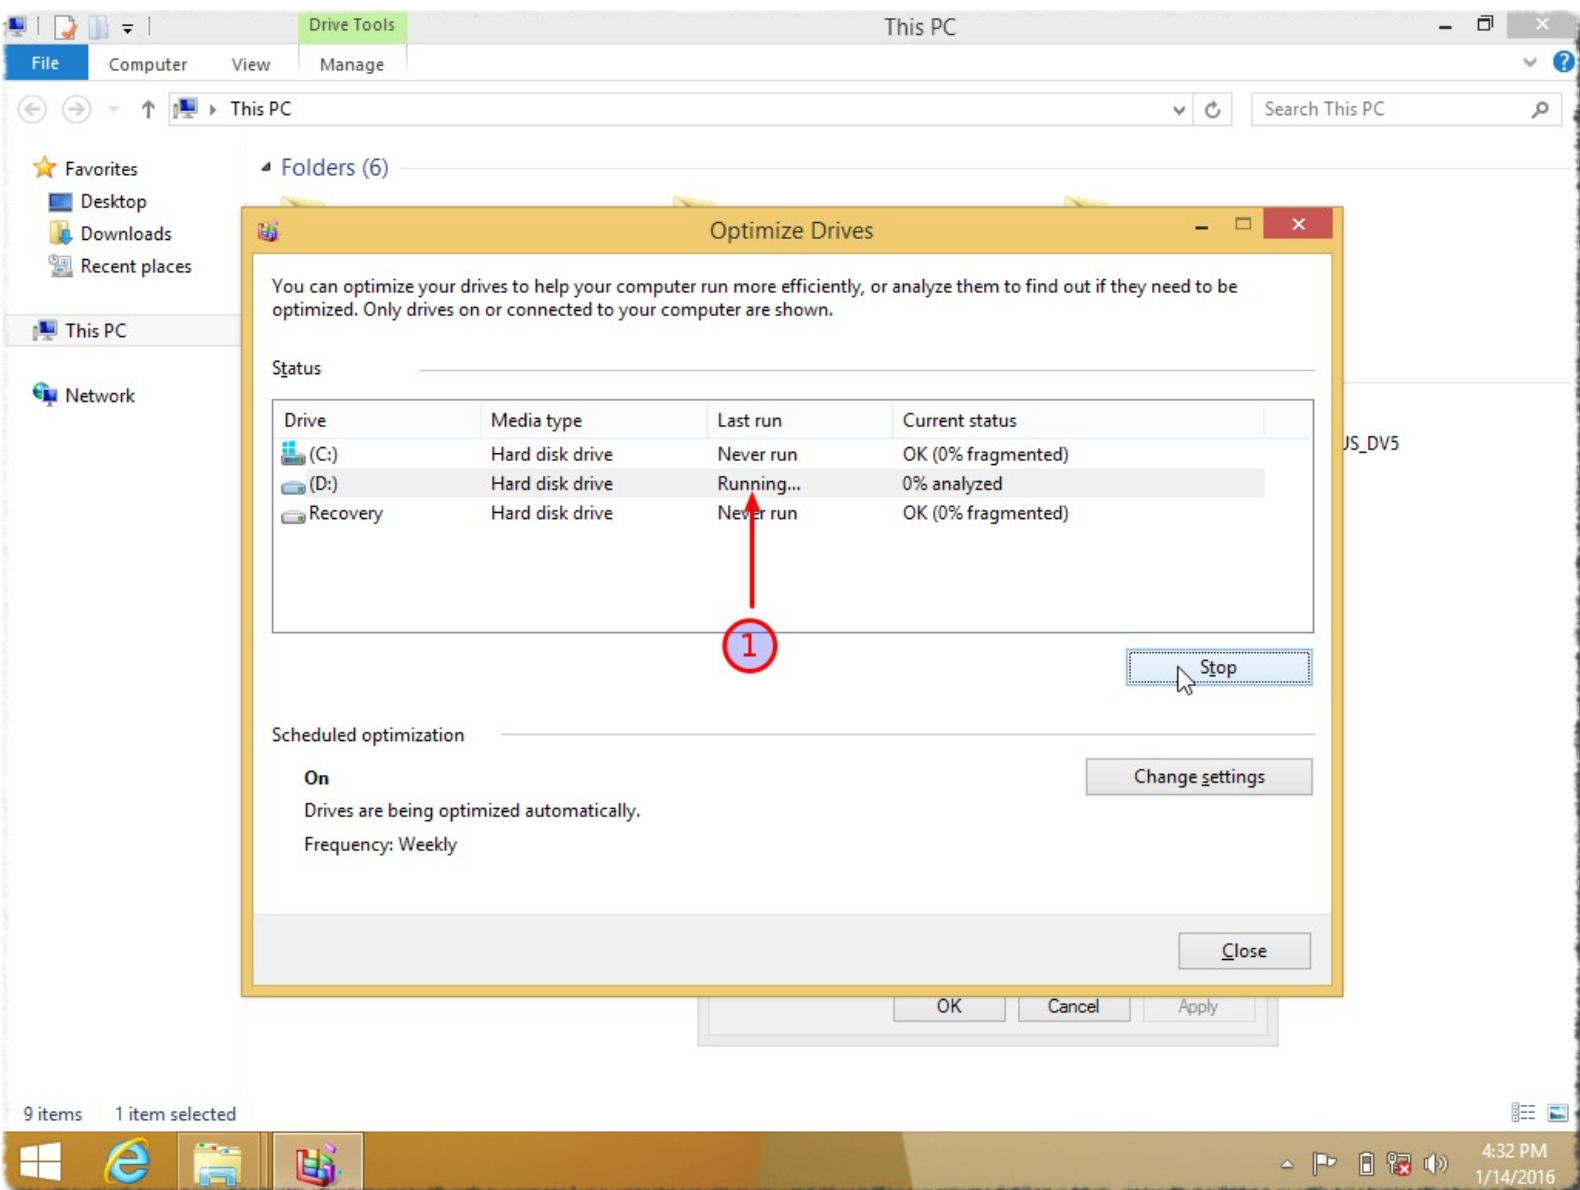 Drive Tools
This PC
File
Computer
View
Manage
This PC
Search This PC
Favorites
Desktop
Downloads
Recent places
This PC
Network
Folders (6)
Optimize Drives
You can optimize your drives to help your computer run more efficiently, or analyze them to find out if they need to be
optimized. Only drives on or connected to your computer are shown.
Status
Drive Media type Last run Current status
(C:) Hard disk drive Never run OK (0% fragmented)
(D:) Hard disk drive Running... 0% analyzed
Recovery Hard disk drive Never run OK (0% fragmented)
JS_DV5
1
Stop
Scheduled optimization
On
Change settings
Drives are being optimized automatically.
Frequency: Weekly
Close
OK
Cancel
Apply
9 items
1 item selected
4:32 PM
1/14/2016